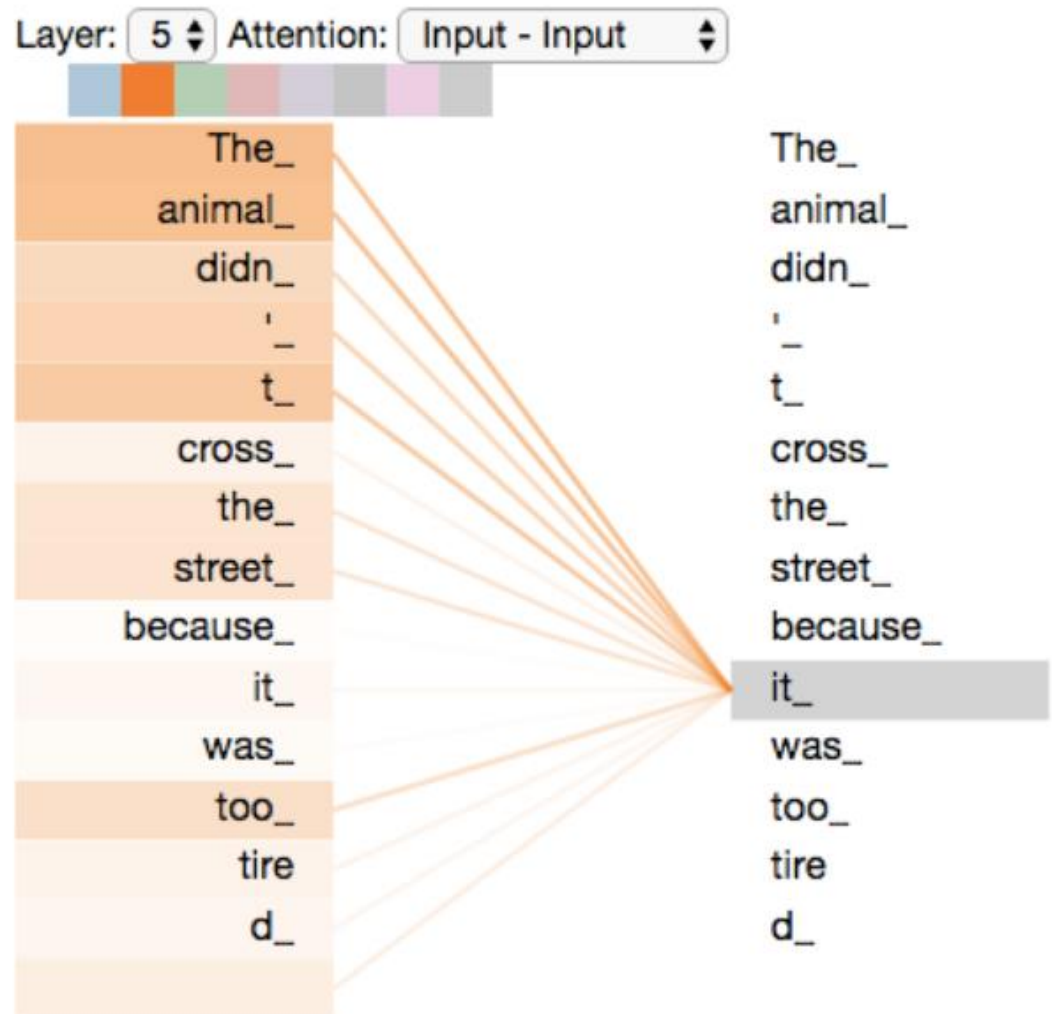 Layer: 5 Attention: Input - Input
The_ The_
animal_ animal_
didn_ didn_
'_ '_
t_ t_
cross_ cross_
the_ the_
street_ street_
because_ because_
it_ it_
was_ was_
too_ too_
tire tire
d_ d_